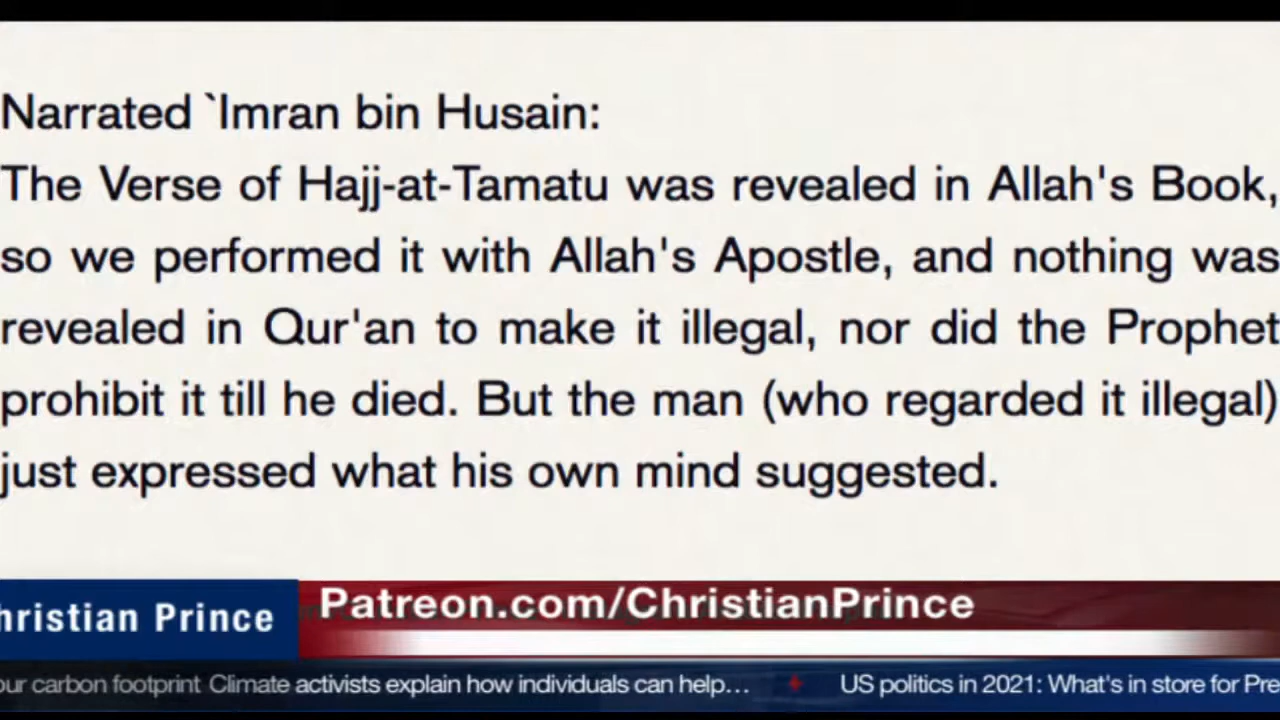 Narrated `Imran bin Husain:
The Verse of Hajj-at-Tamatu was revealed in Allah's Book,
so we performed it with Allah's Apostle, and nothing was
revealed in Qur'an to make it illegal, nor did the Prophet
prohibit it till he died. But the man (who regarded it illegal)
just expressed what his own mind suggested.
Patreon.com/ChristianPrince
hristian Prince
our carbon footprint Climate activists explain how individuals can help... US politics in 2021: What's in store for Pre